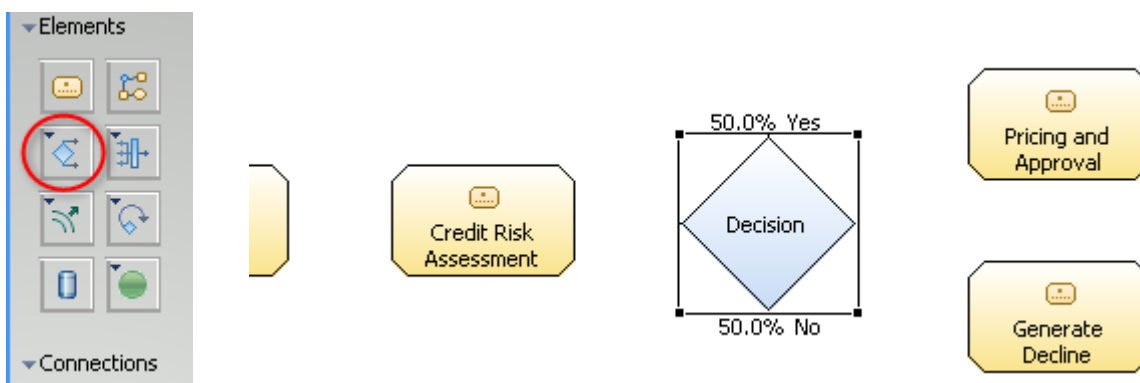 Elements
Connections
Credit Risk
Assessment
50.0% Yes
Decision
50.0% No
Pricing and
Approval
Generate
Decline